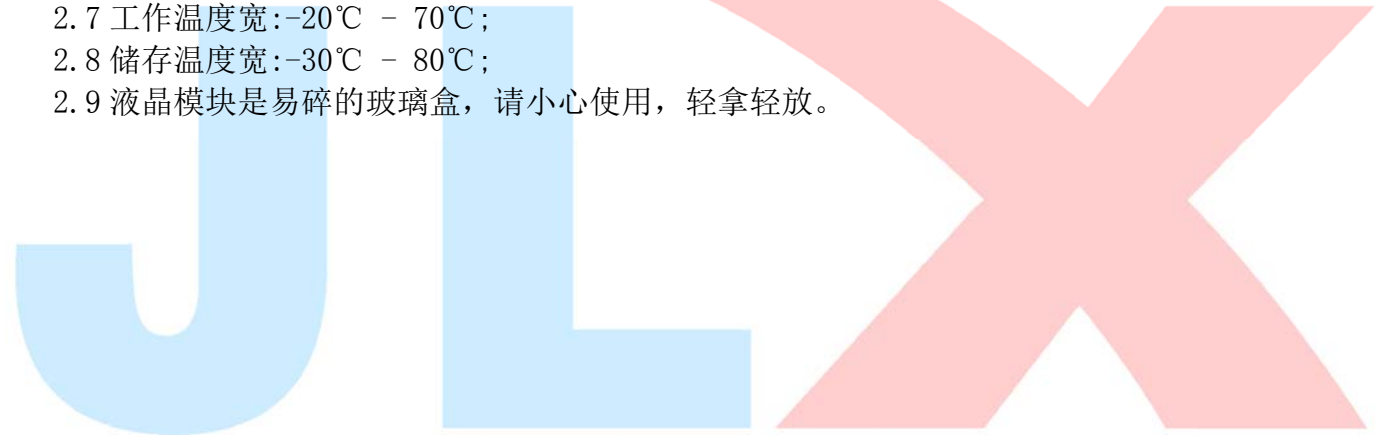 2.7 工作温度宽:-20℃ - 70℃;
2.8 储存温度宽:-30℃ - 80℃;
2.9 液晶模块是易碎的玻璃盒，请小心使用，轻拿轻放。
JLX